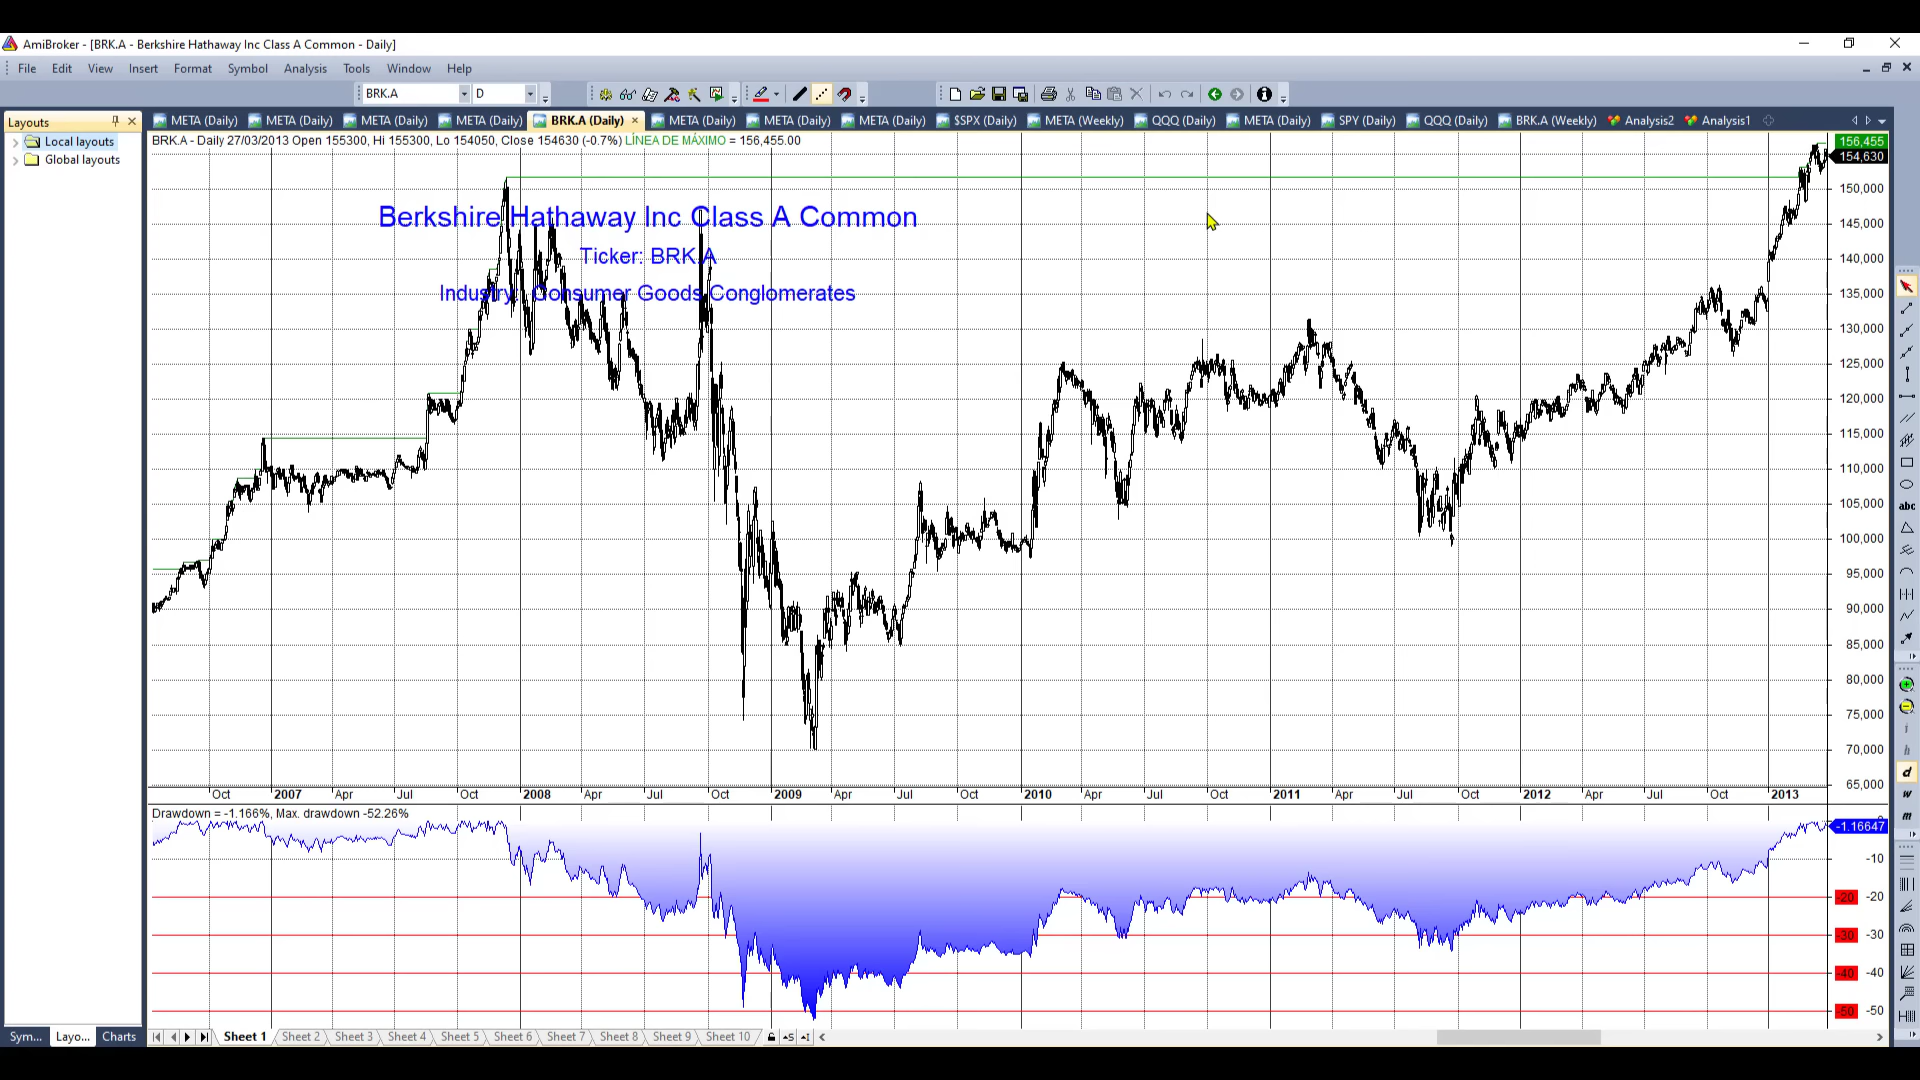 AmiBroker - [BRK.A - Berkshire Hathaway Inc Class A Common - Daily]
File Edit View Insert Format Symbol Analysis Tools Window Help
BRK.A D
Layouts
Local layouts
Global layouts
META (Daily) META (Daily) META (Daily) META (Daily) BRK.A (Daily) META (Daily) META (Daily) META (Daily) $SPX (Daily) META (Weekly) QQQ (Daily) META (Daily) SPY (Daily) QQQ (Daily) BRK.A (Weekly) Analysis2 Analysis1
BRK.A - Daily 27/03/2013 Open 155300, Hi 155300, Lo 154050, Close 154630 (-0.7%) LÍNEA DE MÁXIMO = 156,455.00
Berkshire Hathaway Inc Class A Common
Ticker: BRK.A
Industry: Consumer Goods Conglomerates
156,455
154,630
150,000
145,000
140,000
135,000
130,000
125,000
120,000
115,000
110,000
105,000
100,000
95,000
90,000
85,000
80,000
75,000
70,000
65,000
Oct 2007 Apr Jul Oct 2008 Apr Jul Oct 2009 Apr Jul Oct 2010 Apr Jul Oct 2011 Apr Jul Oct 2012 Apr Jul Oct 2013
Drawdown = -1.166%, Max. drawdown -52.26%
-1.16647
-10
-20 -20
-30 -30
-40 -40
-50 -50
abc
i
h
d
w
m
Sym... Layo... Charts
Sheet 1 Sheet 2 Sheet 3 Sheet 4 Sheet 5 Sheet 6 Sheet 7 Sheet 8 Sheet 9 Sheet 10